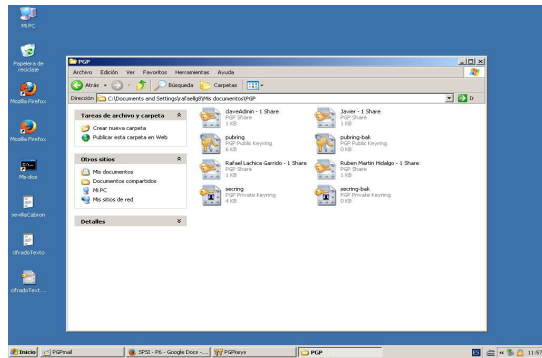 Mi PC
Papelera de
reciclaje
Mozilla Firefox
Mozilla Firefox
Ms-dos
sevillaCabron
cifradoTexto
cifradoText...
PGP
Archivo Edición Ver Favoritos Herramientas Ayuda
Atrás Búsqueda Carpetas
Dirección C:\Documents and Settings\rafaellg8\Mis documentos\PGP Ir
Tareas de archivo y carpeta
Crear nueva carpeta
Publicar esta carpeta en Web
Otros sitios
Mis documentos
Documentos compartidos
Mi PC
Mis sitios de red
Detalles
claveAdmin - 1 Share
PGP Share
1 KB
Javier - 1 Share
PGP Share
1 KB
pubring
PGP Public Keyring
6 KB
pubring-bak
PGP Public Keyring
0 KB
Rafael Lachica Garrido - 1 Share
PGP Share
1 KB
Ruben Martin Hidalgo - 1 Share
PGP Share
1 KB
secring
PGP Private Keyring
4 KB
secring-bak
PGP Private Keyring
0 KB
Inicio PGPmail SPSI - P6 - Google Docs -... PGPkeys PGP ES 11:57